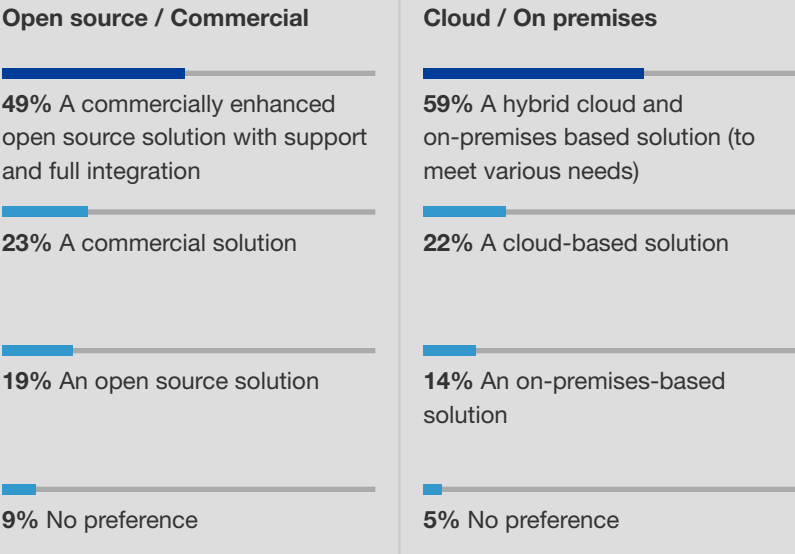 Open source / Commercial
49% A commercially enhanced
open source solution with support
and full integration
23% A commercial solution
19% An open source solution
9% No preference
Cloud / On premises
59% A hybrid cloud and
on-premises based solution (to
meet various needs)
22% A cloud-based solution
14% An on-premises-based
solution
5% No preference